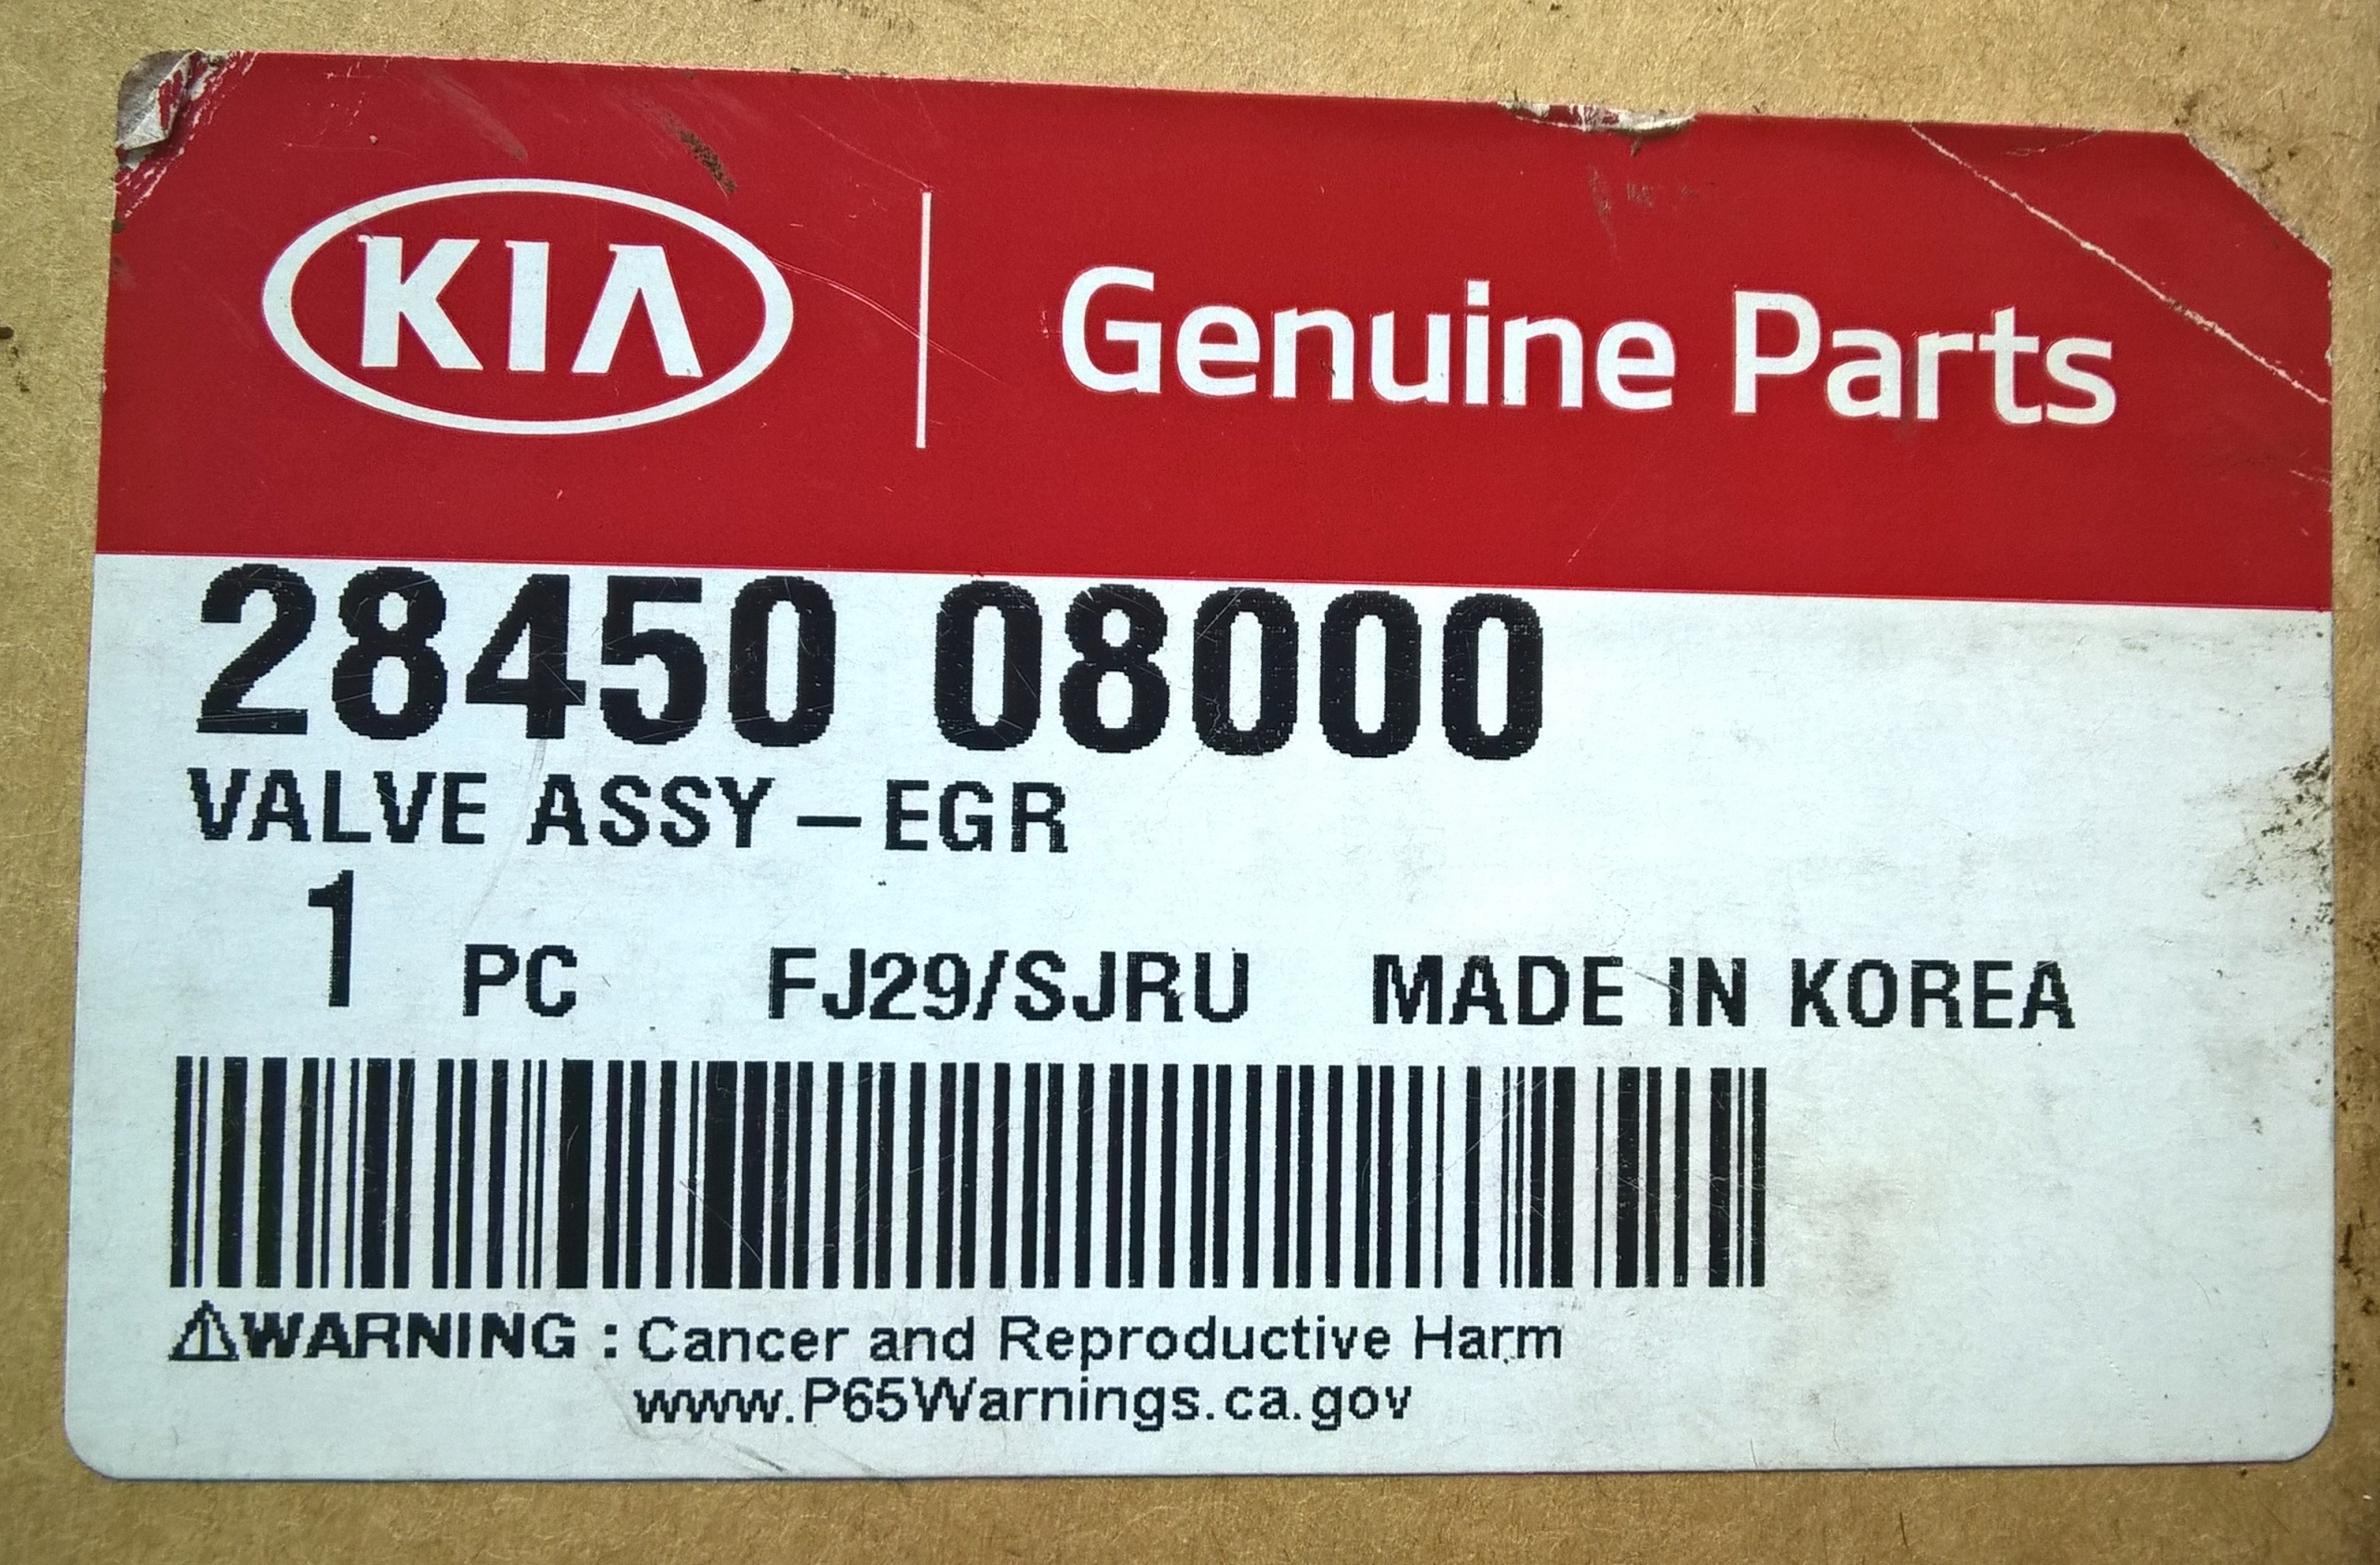 KIA Genuine Parts
28450 08000
VALVE ASSY-EGR
1 PC FJ29/SJRU MADE IN KOREA
⚠WARNING : Cancer and Reproductive Harm
www.P65Warnings.ca.gov